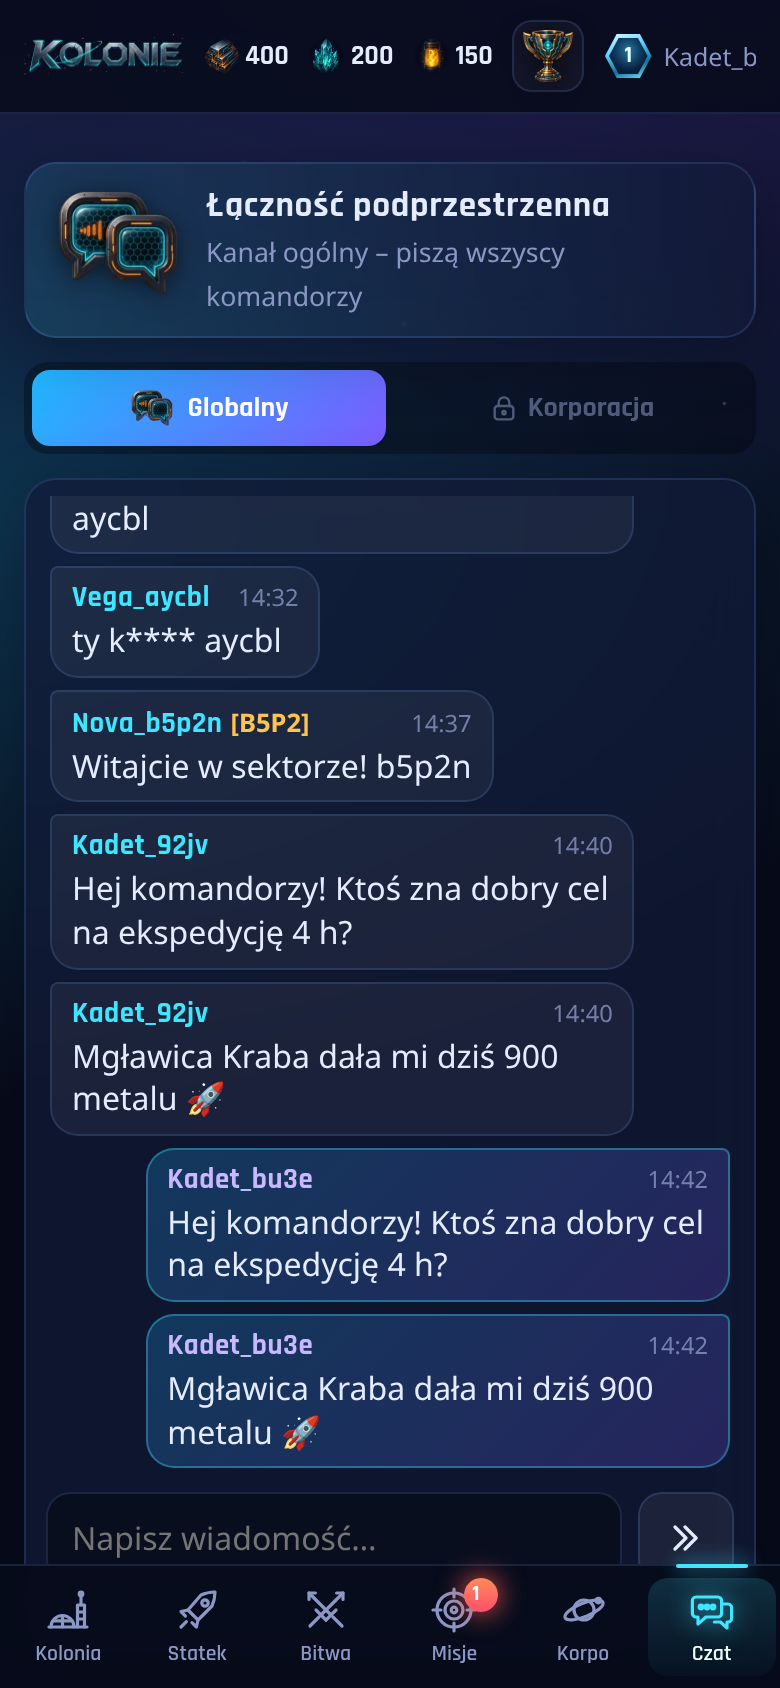 KOLONIE 400 200 150 1 Kadet_b
Łączność podprzestrzenna
Kanał ogólny – piszą wszyscy
komandorzy
Globalny Korporacja
aycbl
Vega_aycbl 14:32
ty k**** aycbl
Nova_b5p2n [B5P2] 14:37
Witajcie w sektorze! b5p2n
Kadet_92jv 14:40
Hej komandorzy! Ktoś zna dobry cel
na ekspedycję 4 h?
Kadet_92jv 14:40
Mgławica Kraba dała mi dziś 900
metalu 🚀
Kadet_bu3e 14:42
Hej komandorzy! Ktoś zna dobry cel
na ekspedycję 4 h?
Kadet_bu3e 14:42
Mgławica Kraba dała mi dziś 900
metalu 🚀
Napisz wiadomość...
1
Kolonia Statek Bitwa Misje Korpo Czat